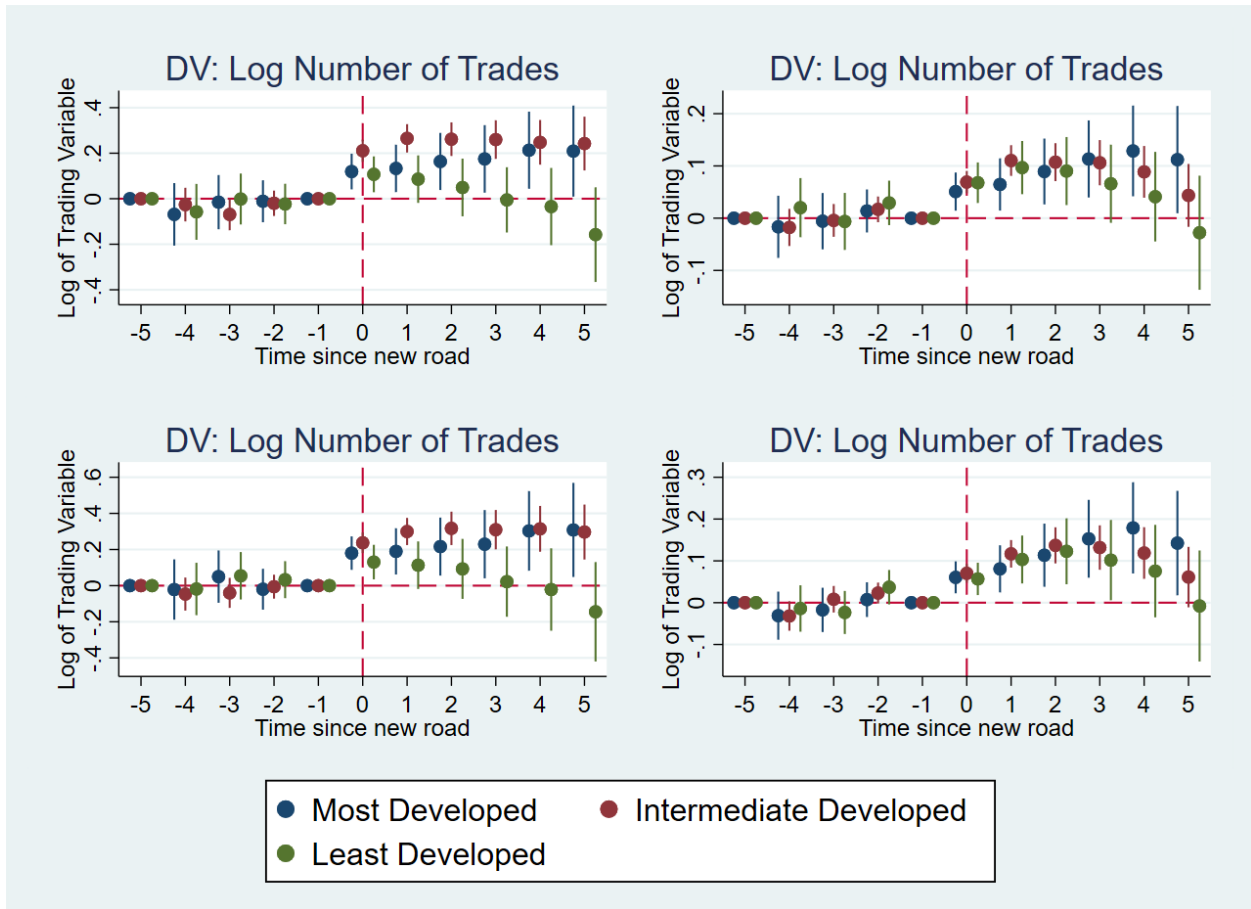 DV: Log Number of Trades
Log of Trading Variable
.4
.2
0
-.2
-.4
-5 -4 -3 -2 -1 0 1 2 3 4 5
Time since new road
DV: Log Number of Trades
Log of Trading Variable
.2
.1
0
-.1
-5 -4 -3 -2 -1 0 1 2 3 4 5
Time since new road
DV: Log Number of Trades
Log of Trading Variable
.6
.4
.2
0
-.2
-.4
-5 -4 -3 -2 -1 0 1 2 3 4 5
Time since new road
DV: Log Number of Trades
Log of Trading Variable
.3
.2
.1
0
-.1
-5 -4 -3 -2 -1 0 1 2 3 4 5
Time since new road
Most Developed Intermediate Developed
Least Developed